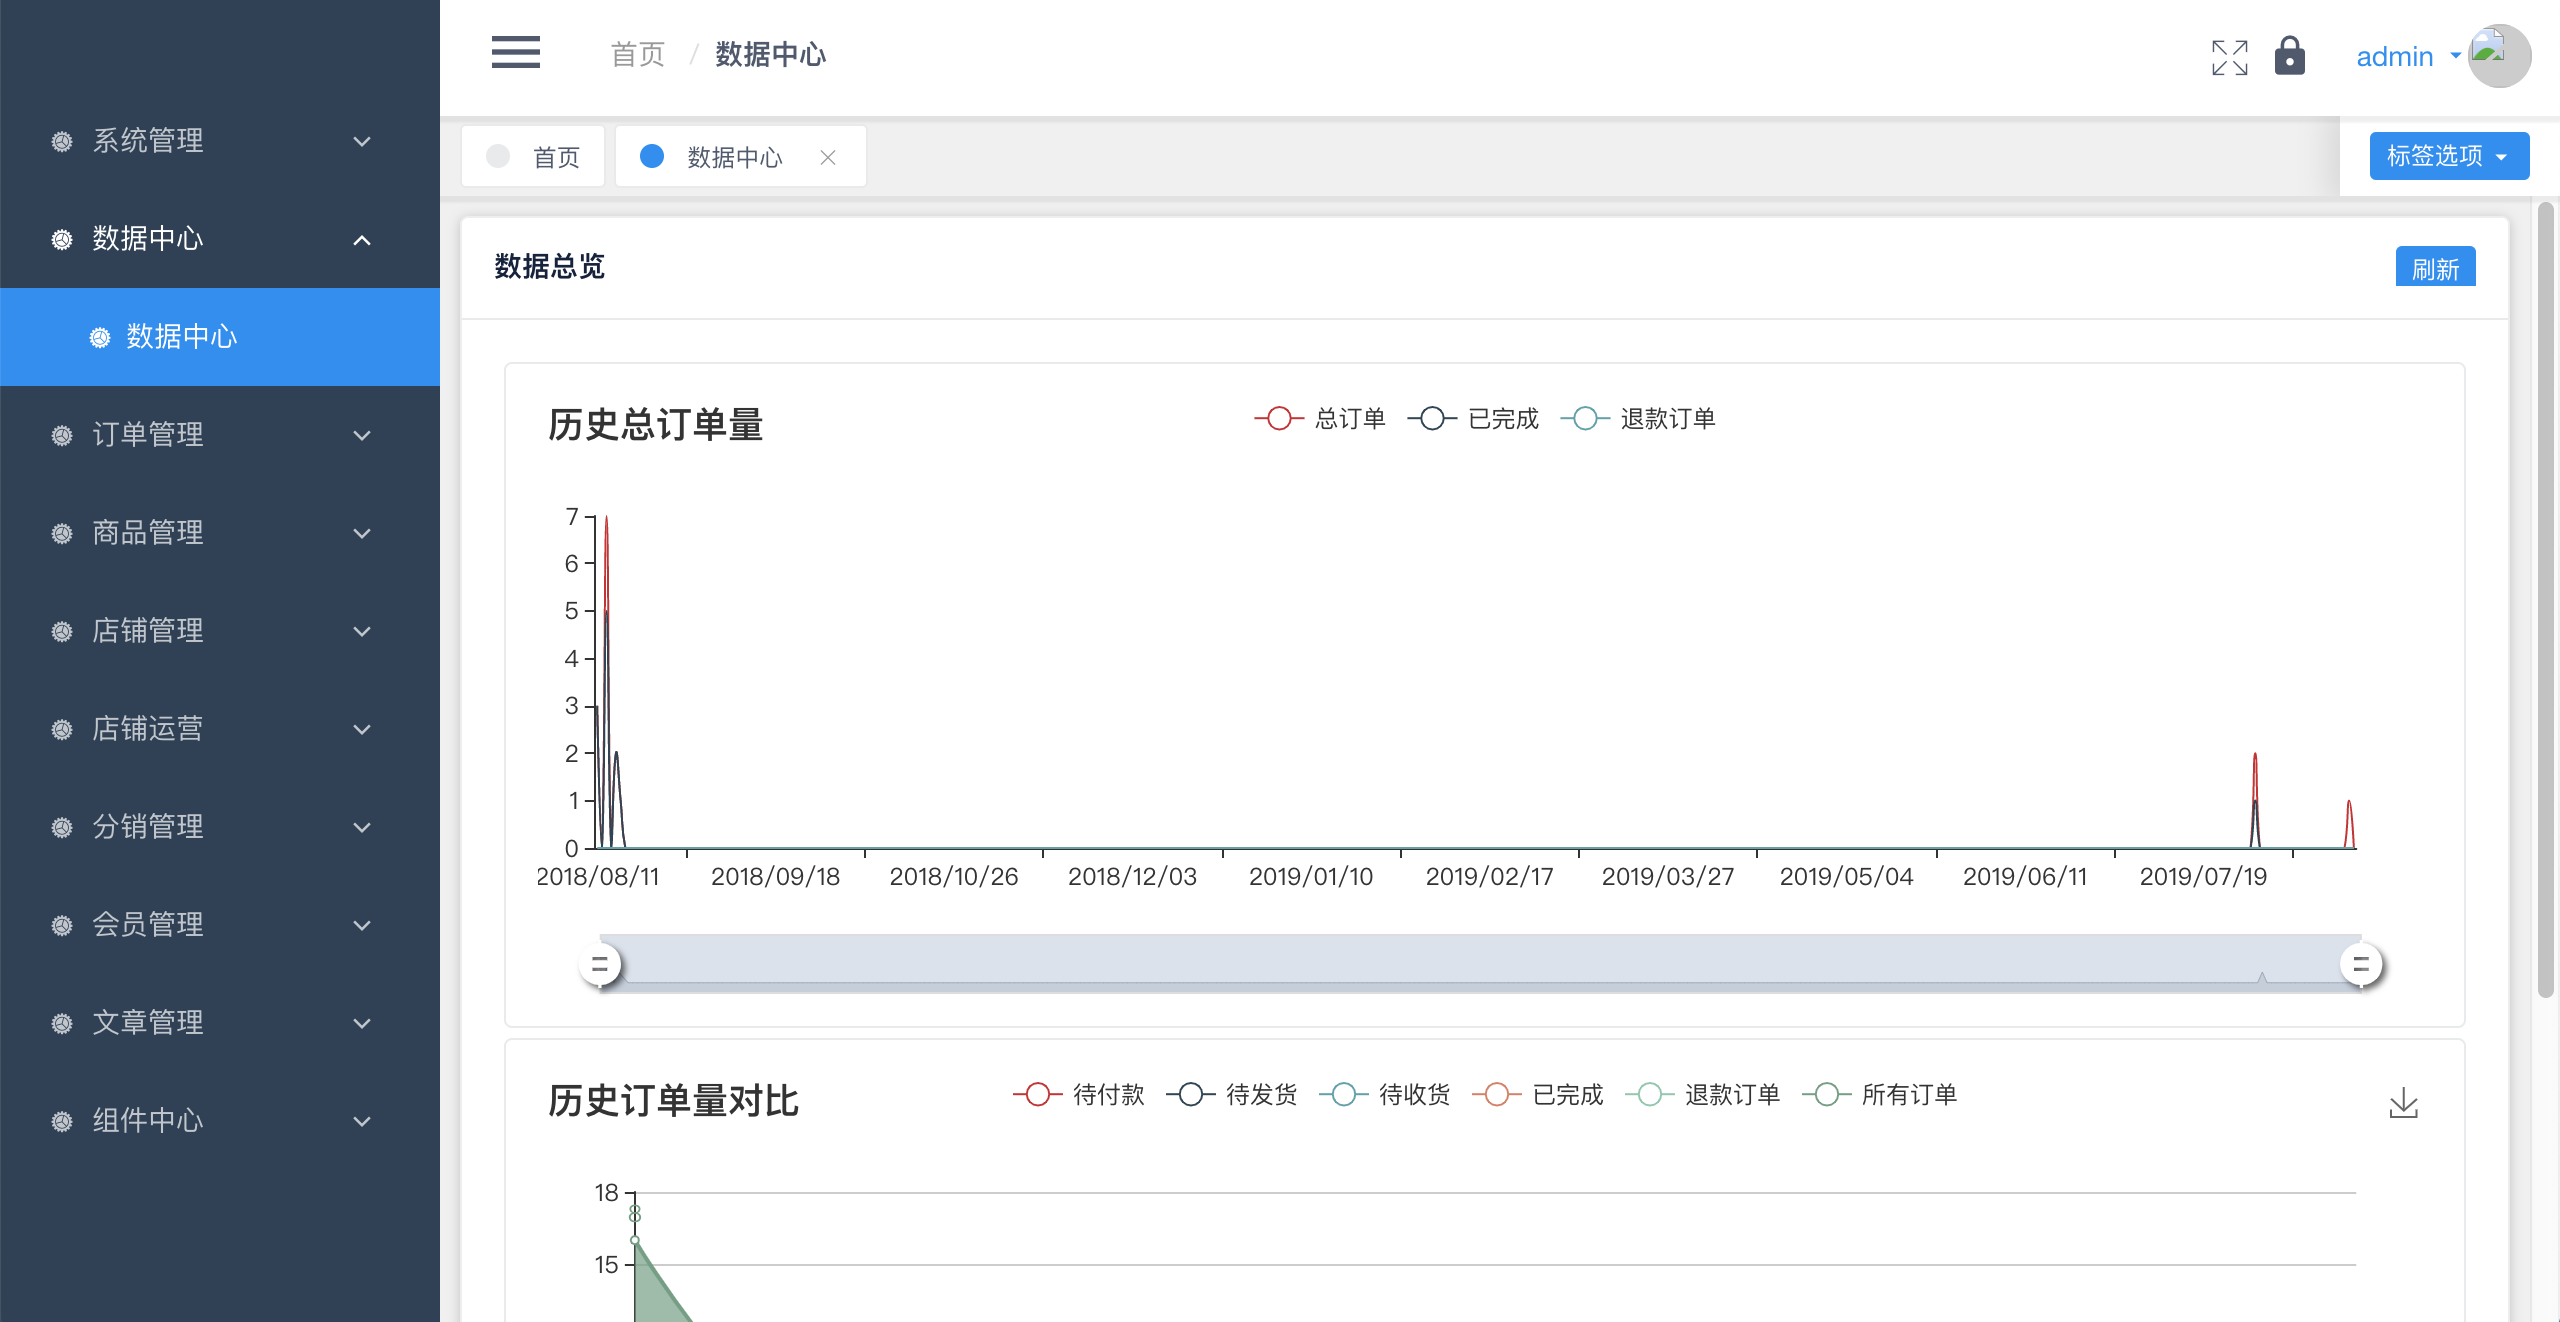 首页 / 数据中心
admin
系统管理
数据中心
数据中心
订单管理
商品管理
店铺管理
店铺运营
分销管理
会员管理
文章管理
组件中心
首页
数据中心
标签选项
数据总览
刷新
历史总订单量
总订单 已完成 退款订单
7
6
5
4
3
2
1
0
2018/08/11 2018/09/18 2018/10/26 2018/12/03 2019/01/10 2019/02/17 2019/03/27 2019/05/04 2019/06/11 2019/07/19
历史订单量对比
待付款 待发货 待收货 已完成 退款订单 所有订单
18
15